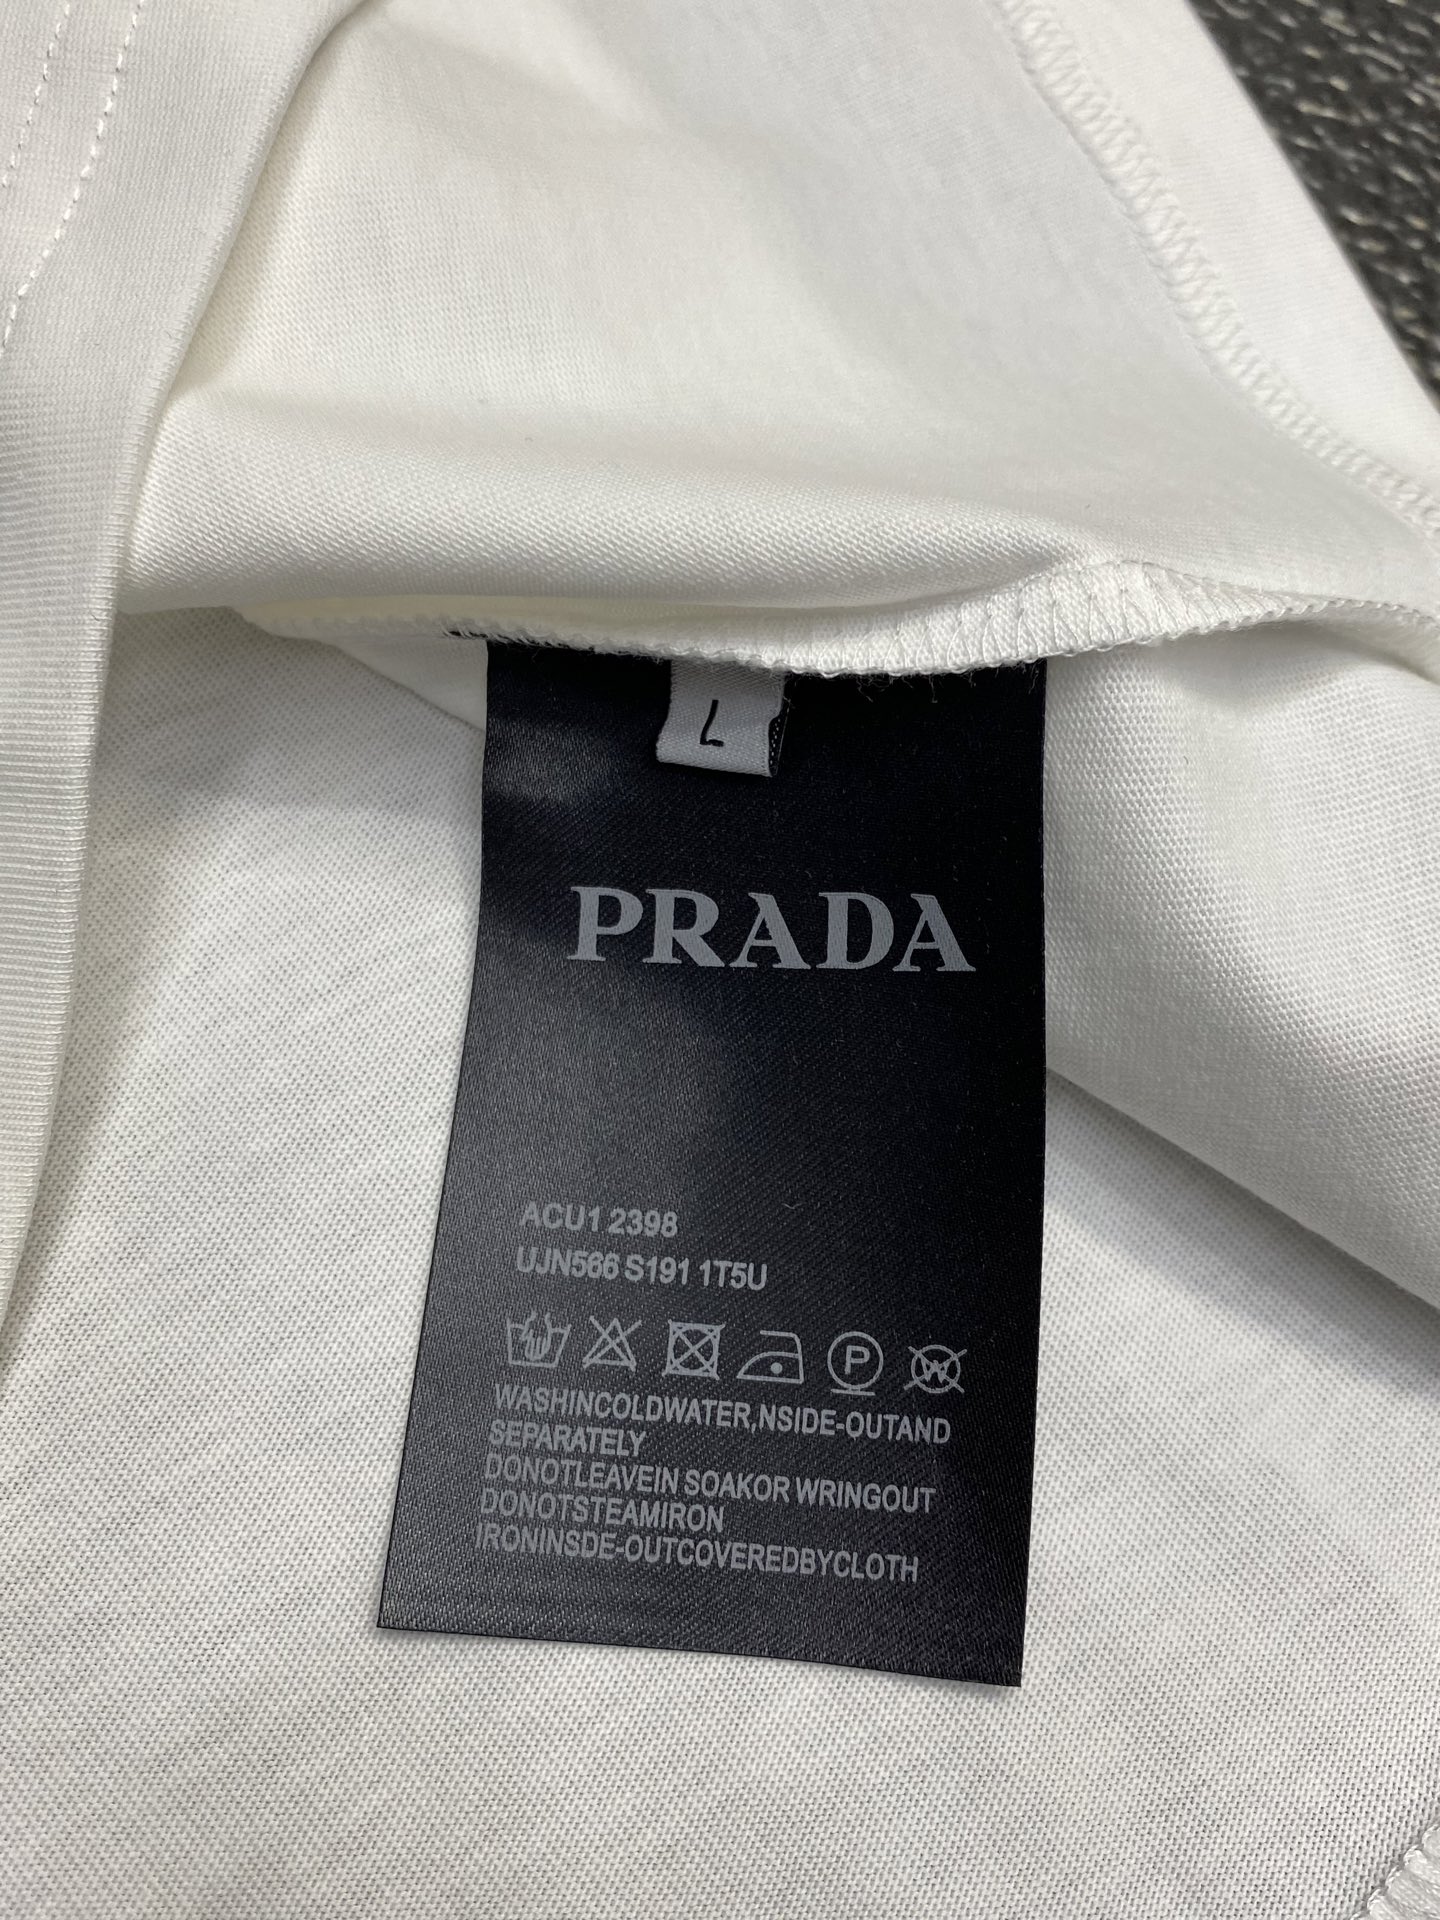 L
PRADA
ACU1 2398
UJN566 S191 1T5U
P W
WASHINCOLDWATER,NSIDE-OUTAND
SEPARATELY
DONOTLEAVEIN SOAKOR WRINGOUT
DONOTSTEAMIRON
IRONINSDE-OUTCOVEREDBYCLOTH